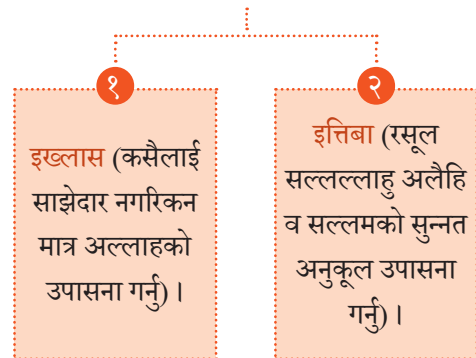 १
इख्लास (कसैलाई
साझेदार नगरिकन
मात्र अल्लाहको
उपासना गर्नु) ।
२
इत्तिबा (रसूल
सल्लल्लाहु अलैहि
व सल्लमको सुन्नत
अनुकूल उपासना
गर्नु) ।